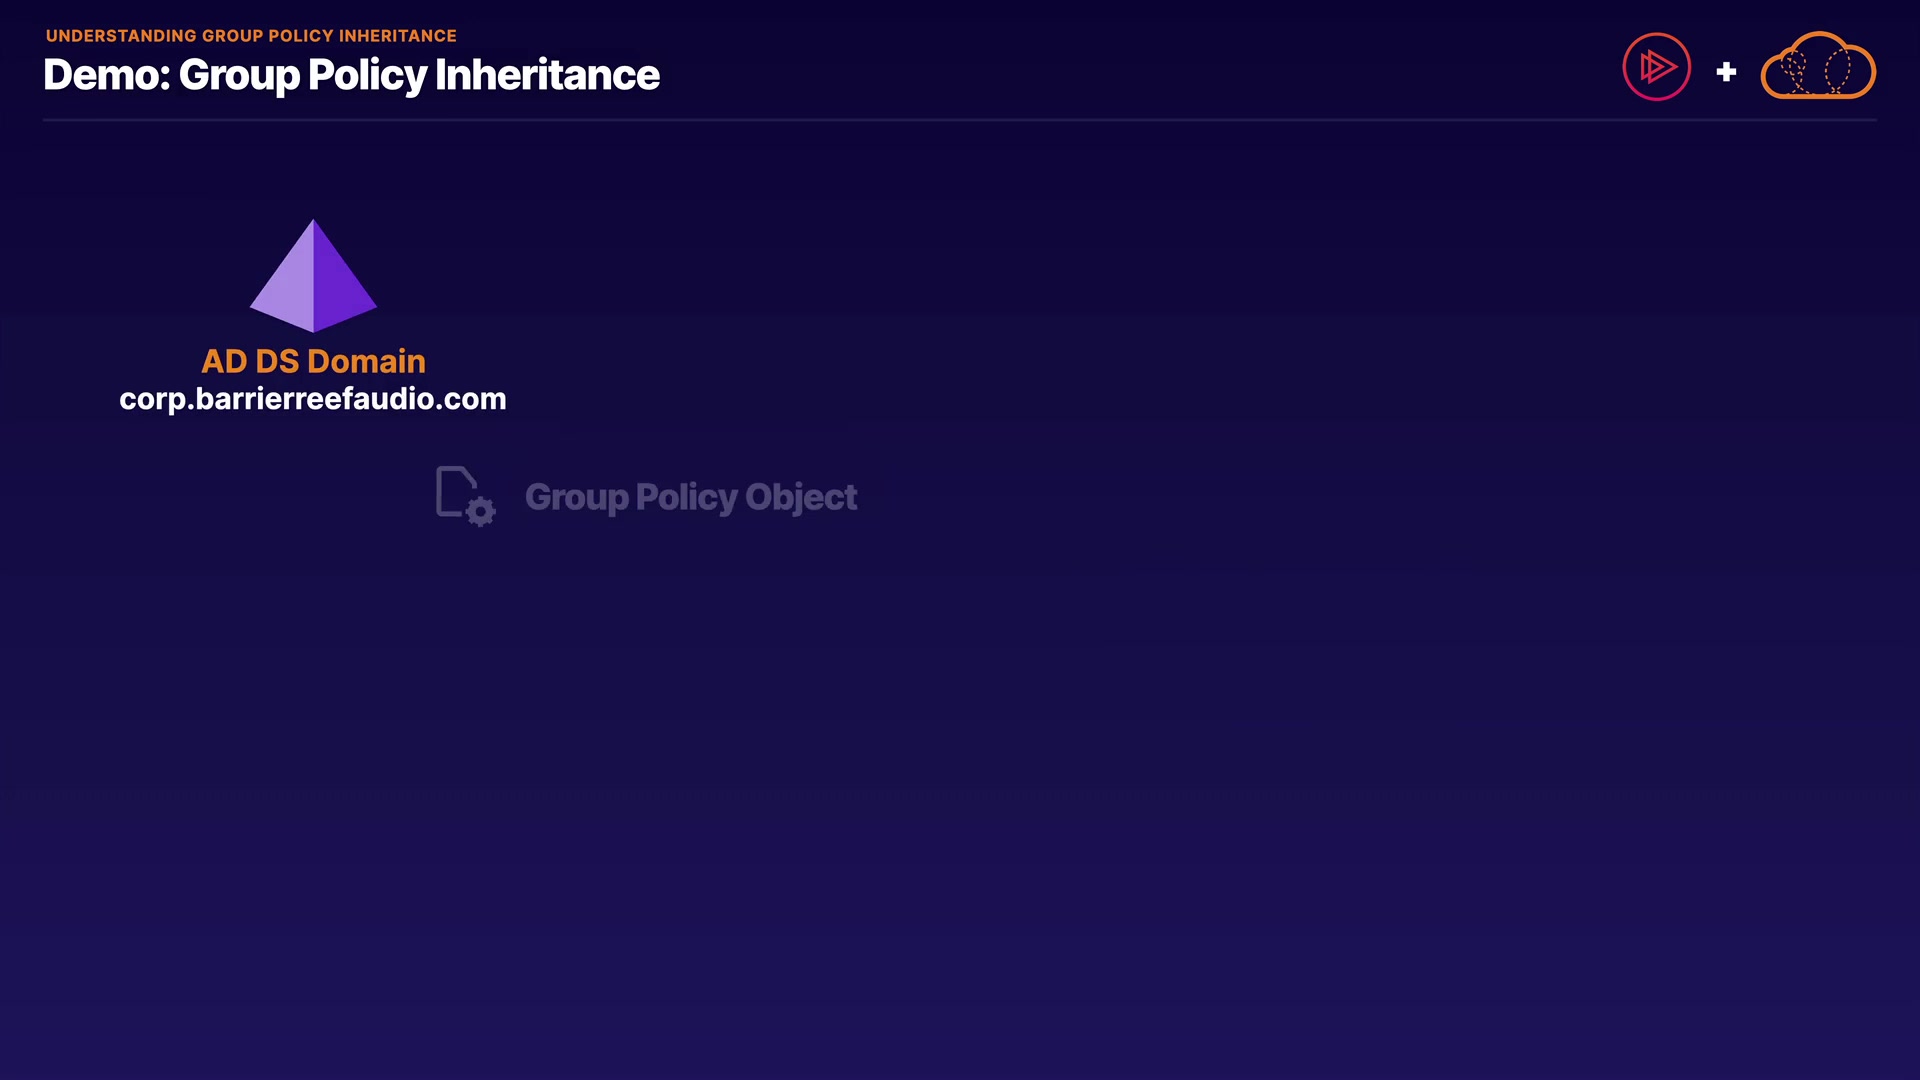 UNDERSTANDING GROUP POLICY INHERITANCE
Demo: Group Policy Inheritance
+
AD DS Domain
corp.barrierreefaudio.com
Group Policy Object